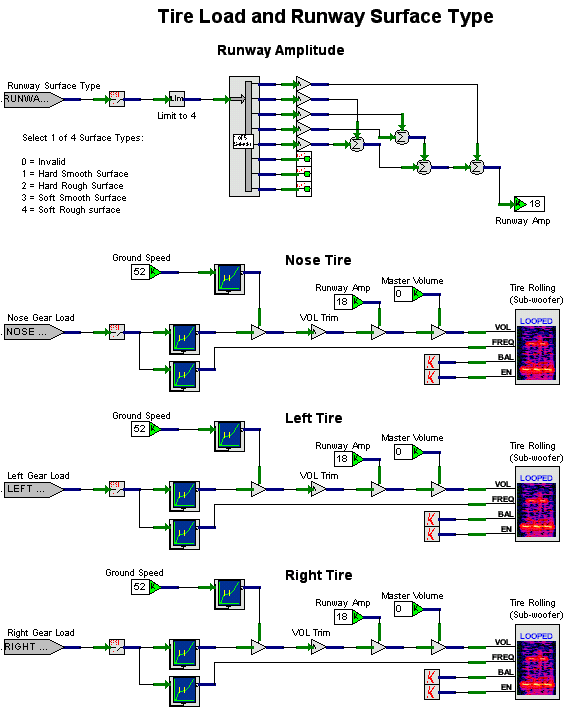 Tire Load and Runway Surface Type
Runway Amplitude
Runway Surface Type
RUNWA...
Lim
Limit to 4
Select 1 of 4 Surface Types:
0 = Invalid
1 = Hard Smooth Surface
2 = Hard Rough Surface
3 = Soft Smooth Surface
4 = Soft Rough surface
Σ
Σ
Σ
Σ
18
Runway Amp
Nose Tire
Ground Speed
52
Runway Amp
18
Master Volume
0
Tire Rolling
(Sub-woofer)
Nose Gear Load
NOSE ...
VOL Trim
LOOPED
VOL
FREQ
BAL
EN
Left Tire
Ground Speed
52
Runway Amp
18
Master Volume
0
Tire Rolling
(Sub-woofer)
Left Gear Load
LEFT ...
VOL Trim
LOOPED
VOL
FREQ
BAL
EN
Right Tire
Ground Speed
52
Runway Amp
18
Master Volume
0
Tire Rolling
(Sub-woofer)
Right Gear Load
RIGHT ...
VOL Trim
LOOPED
VOL
FREQ
BAL
EN